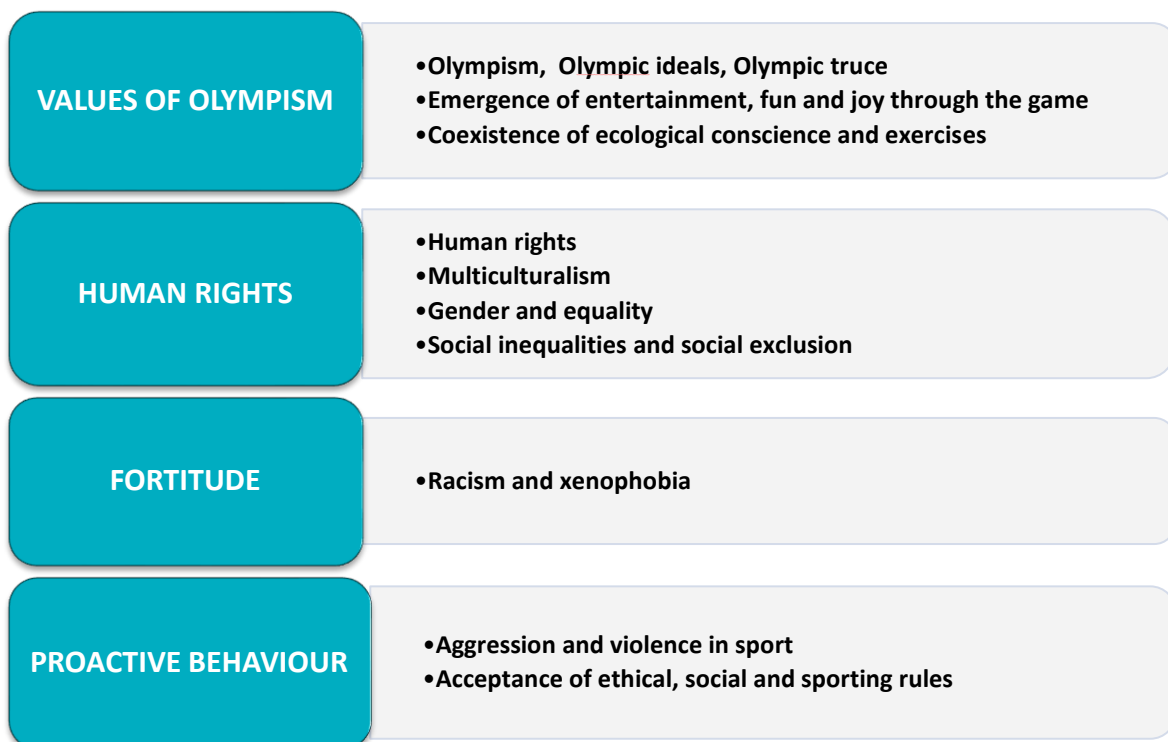 VALUES OF OLYMPISM
•Olympism,  Olympic ideals, Olympic truce
•Emergence of entertainment, fun and joy through the game
•Coexistence of ecological conscience and exercises
HUMAN RIGHTS
•Human rights
•Multiculturalism
•Gender and equality
•Social inequalities and social exclusion
FORTITUDE
•Racism and xenophobia
PROACTIVE BEHAVIOUR
•Aggression and violence in sport
•Acceptance of ethical, social and sporting rules